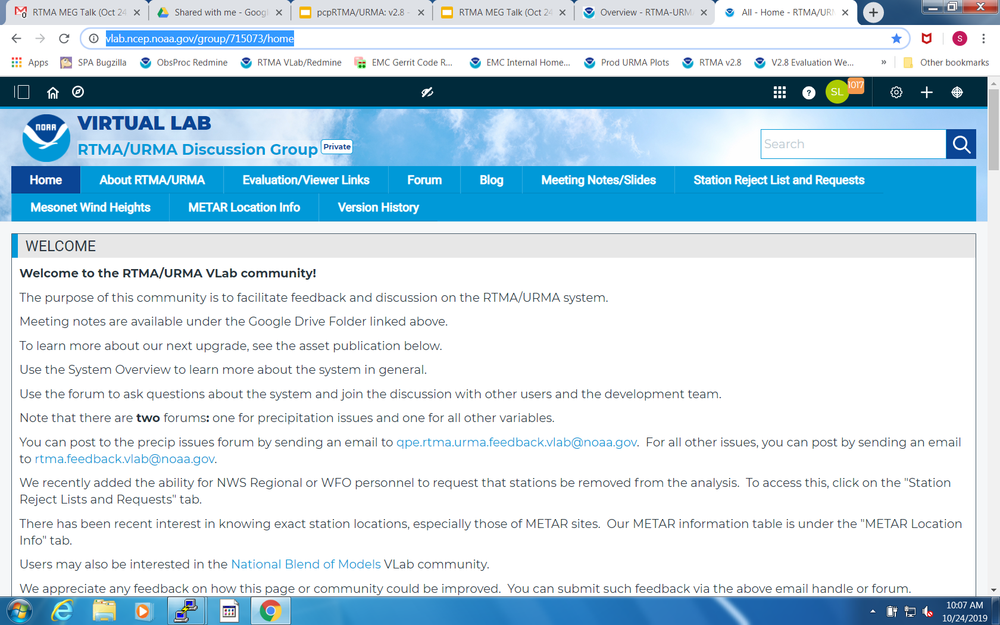 RTMA MEG Talk (Oct 24
Shared with me - Googl
pcpRTMA/URMA: v2.8 -
RTMA MEG Talk (Oct 24
Overview - RTMA-URMA
All - Home - RTMA/URM
vlab.ncep.noaa.gov/group/715073/home
S
Apps
SPA Bugzilla
ObsProc Redmine
RTMA VLab/Redmine
EMC Gerrit Code R...
EMC Internal Home...
Prod URMA Plots
RTMA v2.8
V2.8 Evaluation We...
»
Other bookmarks
SL
1017
NOAA
VIRTUAL LAB
RTMA/URMA Discussion Group Private
Search
Home
About RTMA/URMA
Evaluation/Viewer Links
Forum
Blog
Meeting Notes/Slides
Station Reject List and Requests
Mesonet Wind Heights
METAR Location Info
Version History
WELCOME
Welcome to the RTMA/URMA VLab community!
The purpose of this community is to facilitate feedback and discussion on the RTMA/URMA system.
Meeting notes are available under the Google Drive Folder linked above.
To learn more about our next upgrade, see the asset publication below.
Use the System Overview to learn more about the system in general.
Use the forum to ask questions about the system and join the discussion with other users and the development team.
Note that there are two forums: one for precipitation issues and one for all other variables.
You can post to the precip issues forum by sending an email to qpe.rtma.urma.feedback.vlab@noaa.gov.  For all other issues, you can post by sending an email
to rtma.feedback.vlab@noaa.gov.
We recently added the ability for NWS Regional or WFO personnel to request that stations be removed from the analysis.  To access this, click on the "Station
Reject Lists and Requests" tab.
There has been recent interest in knowing exact station locations, especially those of METAR sites.  Our METAR information table is under the "METAR Location
Info" tab.
Users may also be interested in the National Blend of Models VLab community.
We appreciate any feedback on how this page or community could be improved.  You can submit such feedback via the above email handle or forum.
10:07 AM
10/24/2019